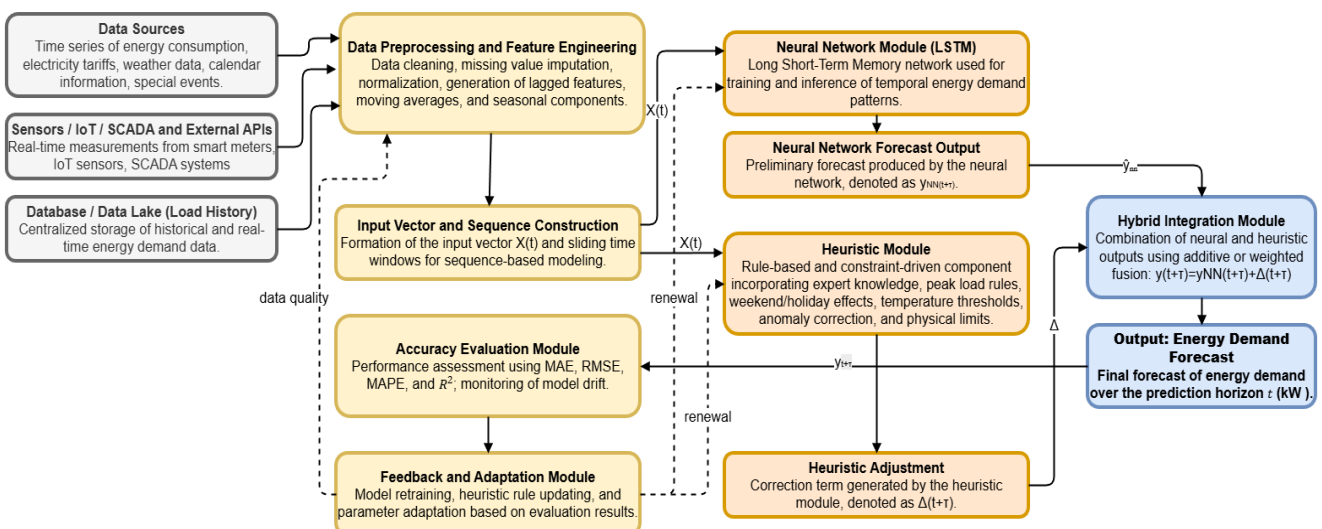 Data Sources
Time series of energy consumption,
electricity tariffs, weather data, calendar
information, special events.
Sensors / IoT / SCADA and External APIs
Real-time measurements from smart meters,
IoT sensors, SCADA systems
Database / Data Lake (Load History)
Centralized storage of historical and real-
time energy demand data.
Data Preprocessing and Feature Engineering
Data cleaning, missing value imputation,
normalization, generation of lagged features,
moving averages, and seasonal components.
Input Vector and Sequence Construction
Formation of the input vector X(t) and sliding time
windows for sequence-based modeling.
data quality
Accuracy Evaluation Module
Performance assessment using MAE, RMSE,
MAPE, and R²; monitoring of model drift.
Feedback and Adaptation Module
Model retraining, heuristic rule updating, and
parameter adaptation based on evaluation results.
X(t)
X(t)
renewal
renewal
Neural Network Module (LSTM)
Long Short-Term Memory network used for
training and inference of temporal energy demand
patterns.
Neural Network Forecast Output
Preliminary forecast produced by the neural
network, denoted as yNN(t+τ).
Heuristic Module
Rule-based and constraint-driven component
incorporating expert knowledge, peak load rules,
weekend/holiday effects, temperature thresholds,
anomaly correction, and physical limits.
yt+τ
Heuristic Adjustment
Correction term generated by the heuristic
module, denoted as Δ(t+τ).
ŷnn
Δ
Hybrid Integration Module
Combination of neural and heuristic
outputs using additive or weighted
fusion: y(t+τ)=yNN(t+τ)+Δ(t+τ)
Output: Energy Demand
Forecast
Final forecast of energy demand
over the prediction horizon t (kW ).